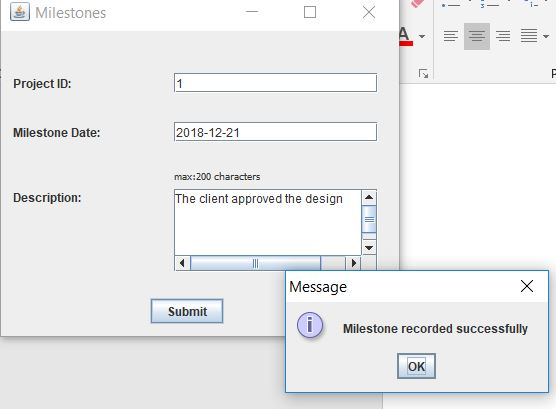 Milestones
Project ID:
1
Milestone Date:
2018-12-21
max:200 characters
Description:
The client approved the design
Submit
Message
Milestone recorded successfully
OK
A